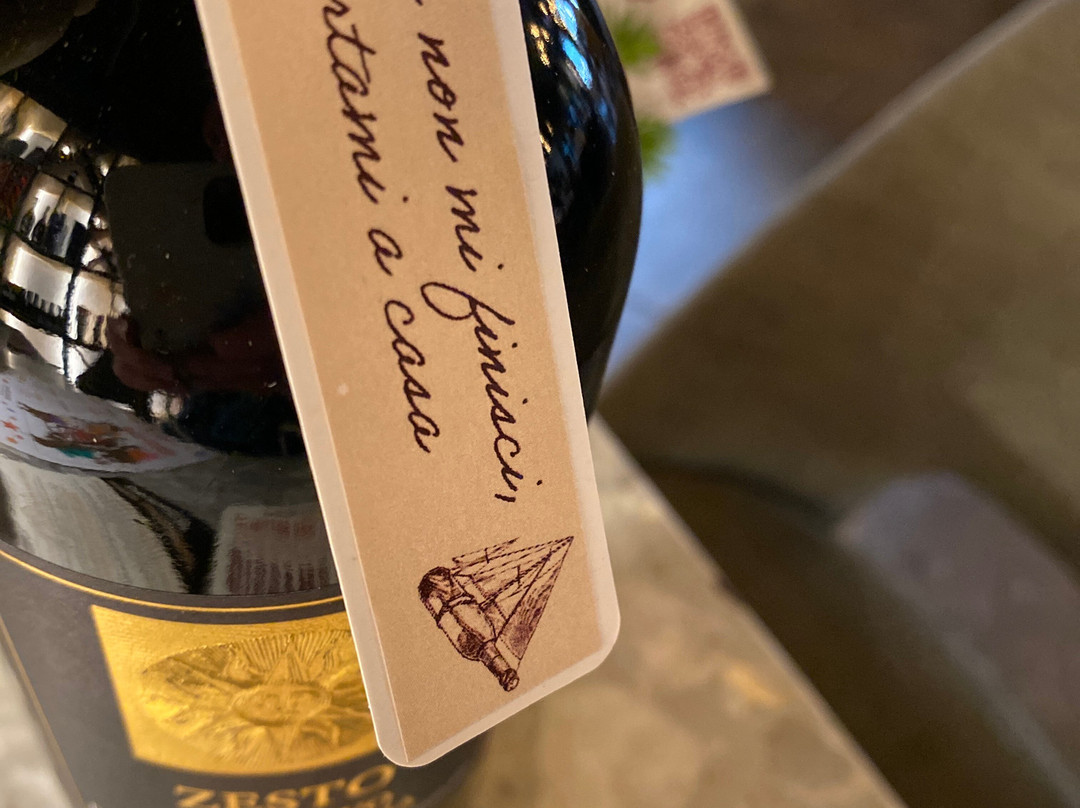 non mi finisci,
rtami a casa
ZESTO